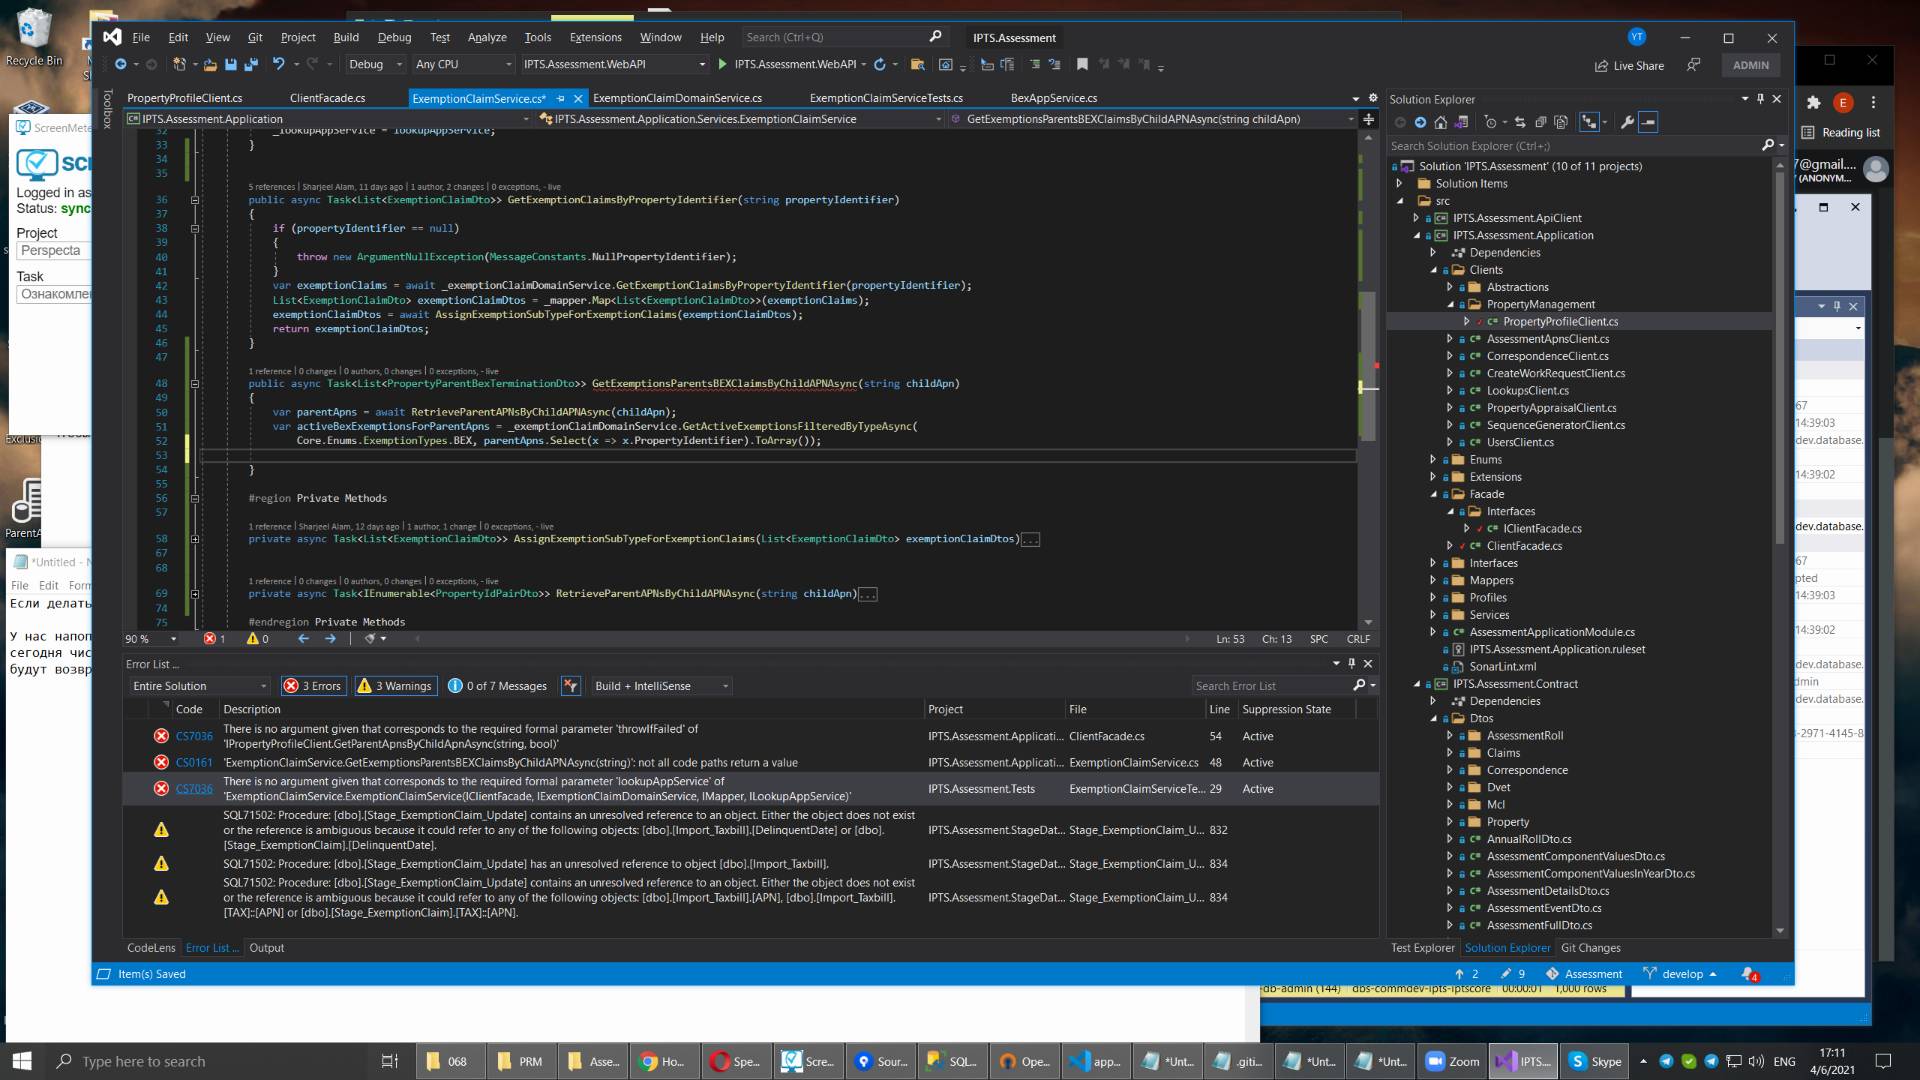 Recycle Bin
File Edit View Git Project Build Debug Test Analyze Tools Extensions Window Help Search (Ctrl+Q) IPTS.Assessment YT
Debug Any CPU IPTS.Assessment.WebAPI IPTS.Assessment.WebAPI Live Share ADMIN
Toolbox
PropertyProfileClient.cs ClientFacade.cs ExemptionClaimService.cs* ExemptionClaimDomainService.cs ExemptionClaimServiceTests.cs BexAppService.cs
IPTS.Assessment.Application IPTS.Assessment.Application.Services.ExemptionClaimService GetExemptionsParentsBEXClaimsByChildAPNAsync(string childApn)
32 _lookupAppService = lookupAppService;
33 }
34
35
5 references | Sharjeel Alam, 11 days ago | 1 author, 2 changes | 0 exceptions, - live
36 public async Task<List<ExemptionClaimDto>> GetExemptionClaimsByPropertyIdentifier(string propertyIdentifier)
37 {
38 if (propertyIdentifier == null)
39 {
40 throw new ArgumentNullException(MessageConstants.NullPropertyIdentifier);
41 }
42 var exemptionClaims = await _exemptionClaimDomainService.GetExemptionClaimsByPropertyIdentifier(propertyIdentifier);
43 List<ExemptionClaimDto> exemptionClaimDtos = _mapper.Map<List<ExemptionClaimDto>>(exemptionClaims);
44 exemptionClaimDtos = await AssignExemptionSubTypeForExemptionClaims(exemptionClaimDtos);
45 return exemptionClaimDtos;
46 }
47
1 reference | 0 changes | 0 authors, 0 changes | 0 exceptions, - live
48 public async Task<List<PropertyParentBexTerminationDto>> GetExemptionsParentsBEXClaimsByChildAPNAsync(string childApn)
49 {
50 var parentApns = await RetrieveParentAPNsByChildAPNAsync(childApn);
51 var activeBexExemptionsForParentApns = _exemptionClaimDomainService.GetActiveExemptionsFilteredByTypeAsync(
52 Core.Enums.ExemptionTypes.BEX, parentApns.Select(x => x.PropertyIdentifier).ToArray());
53
54 }
55
56 #region Private Methods
57
1 reference | Sharjeel Alam, 12 days ago | 1 author, 1 change | 0 exceptions, - live
58 private async Task<List<ExemptionClaimDto>> AssignExemptionSubTypeForExemptionClaims(List<ExemptionClaimDto> exemptionClaimDtos)...
67
68
1 reference | 0 changes | 0 authors, 0 changes | 0 exceptions, - live
69 private async Task<IEnumerable<PropertyIdPairDto>> RetrieveParentAPNsByChildAPNAsync(string childApn)...
74
75 #endregion Private Methods
90 % 1 0 Ln: 53 Ch: 13 SPC CRLF
Error List ...
Entire Solution 3 Errors 3 Warnings 0 of 7 Messages Build + IntelliSense Search Error List
Code Description Project File Line Suppression State
CS7036 There is no argument given that corresponds to the required formal parameter 'throwIfFailed' of
'IPropertyProfileClient.GetParentApnsByChildApnAsync(string, bool)' IPTS.Assessment.Applicati... ClientFacade.cs 54 Active
CS0161 'ExemptionClaimService.GetExemptionsParentsBEXClaimsByChildAPNAsync(string)': not all code paths return a value IPTS.Assessment.Applicati... ExemptionClaimService.cs 48 Active
CS7036 There is no argument given that corresponds to the required formal parameter 'lookupAppService' of
'ExemptionClaimService.ExemptionClaimService(IClientFacade, IExemptionClaimDomainService, IMapper, ILookupAppService)' IPTS.Assessment.Tests ExemptionClaimServiceTe... 29 Active
SQL71502: Procedure: [dbo].[Stage_ExemptionClaim_Update] contains an unresolved reference to an object. Either the object does not exist
or the reference is ambiguous because it could refer to any of the following objects: [dbo].[Import_Taxbill].[DelinquentDate] or [dbo].
[Stage_ExemptionClaim].[DelinquentDate]. IPTS.Assessment.StageDat... Stage_ExemptionClaim_U... 832
SQL71502: Procedure: [dbo].[Stage_ExemptionClaim_Update] has an unresolved reference to object [dbo].[Import_Taxbill]. IPTS.Assessment.StageDat... Stage_ExemptionClaim_U... 834
SQL71502: Procedure: [dbo].[Stage_ExemptionClaim_Update] contains an unresolved reference to an object. Either the object does not exist
or the reference is ambiguous because it could refer to any of the following objects: [dbo].[Import_Taxbill].[APN], [dbo].[Import_Taxbill].
[TAX]::[APN] or [dbo].[Stage_ExemptionClaim].[TAX]::[APN]. IPTS.Assessment.StageDat... Stage_ExemptionClaim_U... 834
CodeLens Error List ... Output
Item(s) Saved 2 9 Assessment develop 4
Solution Explorer
Search Solution Explorer (Ctrl+;)
Solution 'IPTS.Assessment' (10 of 11 projects)
Solution Items
src
IPTS.Assessment.ApiClient
IPTS.Assessment.Application
Dependencies
Clients
Abstractions
PropertyManagement
PropertyProfileClient.cs
AssessmentApnsClient.cs
CorrespondenceClient.cs
CreateWorkRequestClient.cs
LookupsClient.cs
PropertyAppraisalClient.cs
SequenceGeneratorClient.cs
UsersClient.cs
Enums
Extensions
Facade
Interfaces
IClientFacade.cs
ClientFacade.cs
Interfaces
Mappers
Profiles
Services
AssessmentApplicationModule.cs
IPTS.Assessment.Application.ruleset
SonarLint.xml
IPTS.Assessment.Contract
Dependencies
Dtos
AssessmentRoll
Claims
Correspondence
Dvet
Mcl
Property
AnnualRollDto.cs
AssessmentComponentValuesDto.cs
AssessmentComponentValuesInYearDto.cs
AssessmentDetailsDto.cs
AssessmentEventDto.cs
AssessmentFullDto.cs
Test Explorer Solution Explorer Git Changes
ScreenMete
sc
Logged in as
Status: sync
Project
Perspecta
Task
Ознакомлен
ParentA
*Untitled - N
File Edit Form
Если делать
У нас напол
сегодня чис
будут возвр
E
Reading list
7@gmail....
(ANONYM...
67
14:39:03
dev.database.
14:39:02
dev.database.
67
pted
14:39:03
14:39:02
dev.database.
dmin
dev.database.
-2971-4145-8
-db-admin (144) dbs-commdev-ipts-iptscore 00:00:01 1,000 rows
Type here to search 068 PRM Asse... Ho... Spe... Scre... Sour... SQL... Ope... app... *Unt... .giti... *Unt... *Unt... Zoom IPTS... Skype ENG 17:11
4/6/2021